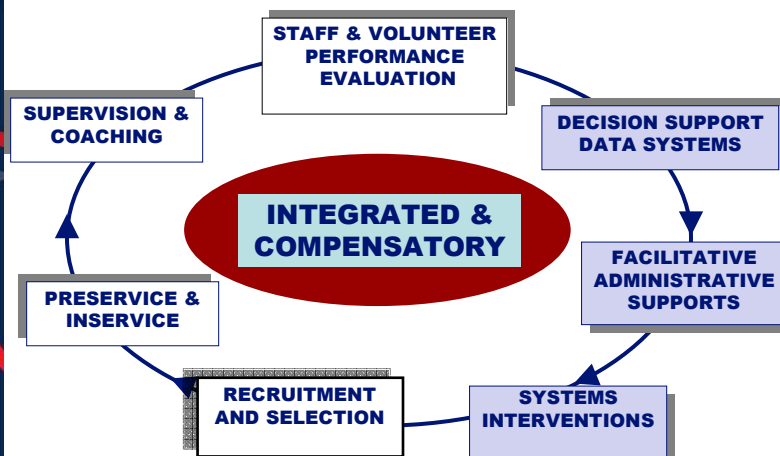 STAFF & VOLUNTEER
PERFORMANCE
EVALUATION
SUPERVISION &
COACHING
DECISION SUPPORT
DATA SYSTEMS
INTEGRATED &
COMPENSATORY
FACILITATIVE
ADMINISTRATIVE
SUPPORTS
PRESERVICE &
INSERVICE
RECRUITMENT
AND SELECTION
SYSTEMS
INTERVENTIONS